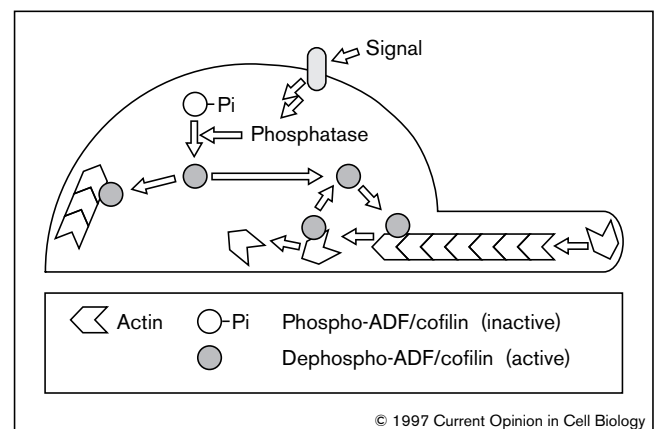 Signal
Pi
Phosphatase
Actin
Pi Phospho-ADF/cofilin (inactive)
Dephospho-ADF/cofilin (active)
© 1997 Current Opinion in Cell Biology